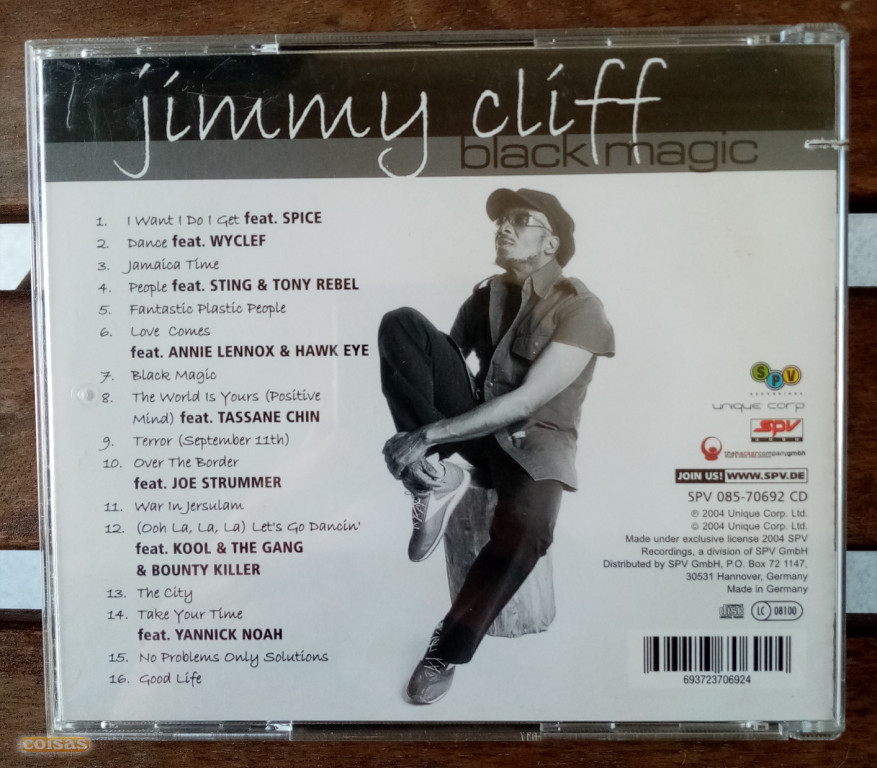 jimmy cliff
black magic
1. I Want I Do I Get feat. SPICE
2. Dance feat. WYCLEF
3. Jamaica Time
4. People feat. STING & TONY REBEL
5. Fantastic Plastic People
6. Love Comes
feat. ANNIE LENNOX & HAWK EYE
7. Black Magic
8. The World Is Yours (Positive
Mind) feat. TASSANE CHIN
9. Terror (September 11th)
10. Over The Border
feat. JOE STRUMMER
11. War In Jersulam
12. (Ooh La, La, La) Let's Go Dancin'
feat. KOOL & THE GANG
& BOUNTY KILLER
13. The City
14. Take Your Time
feat. YANNICK NOAH
15. No Problems Only Solutions
16. Good Life
SPV
RECORDINGS
unique corp
SPV
GMBH
thehackercompanygmbh
JOIN US! WWW.SPV.DE
SPV 085-70692 CD
℗ 2004 Unique Corp. Ltd.
© 2004 Unique Corp. Ltd.
Made under exclusive license 2004 SPV
Recordings, a division of SPV GmbH
Distributed by SPV GmbH, P.O. Box 72 1147,
30531 Hannover, Germany
Made in Germany
disc
LC 08100
693723706924
coisas